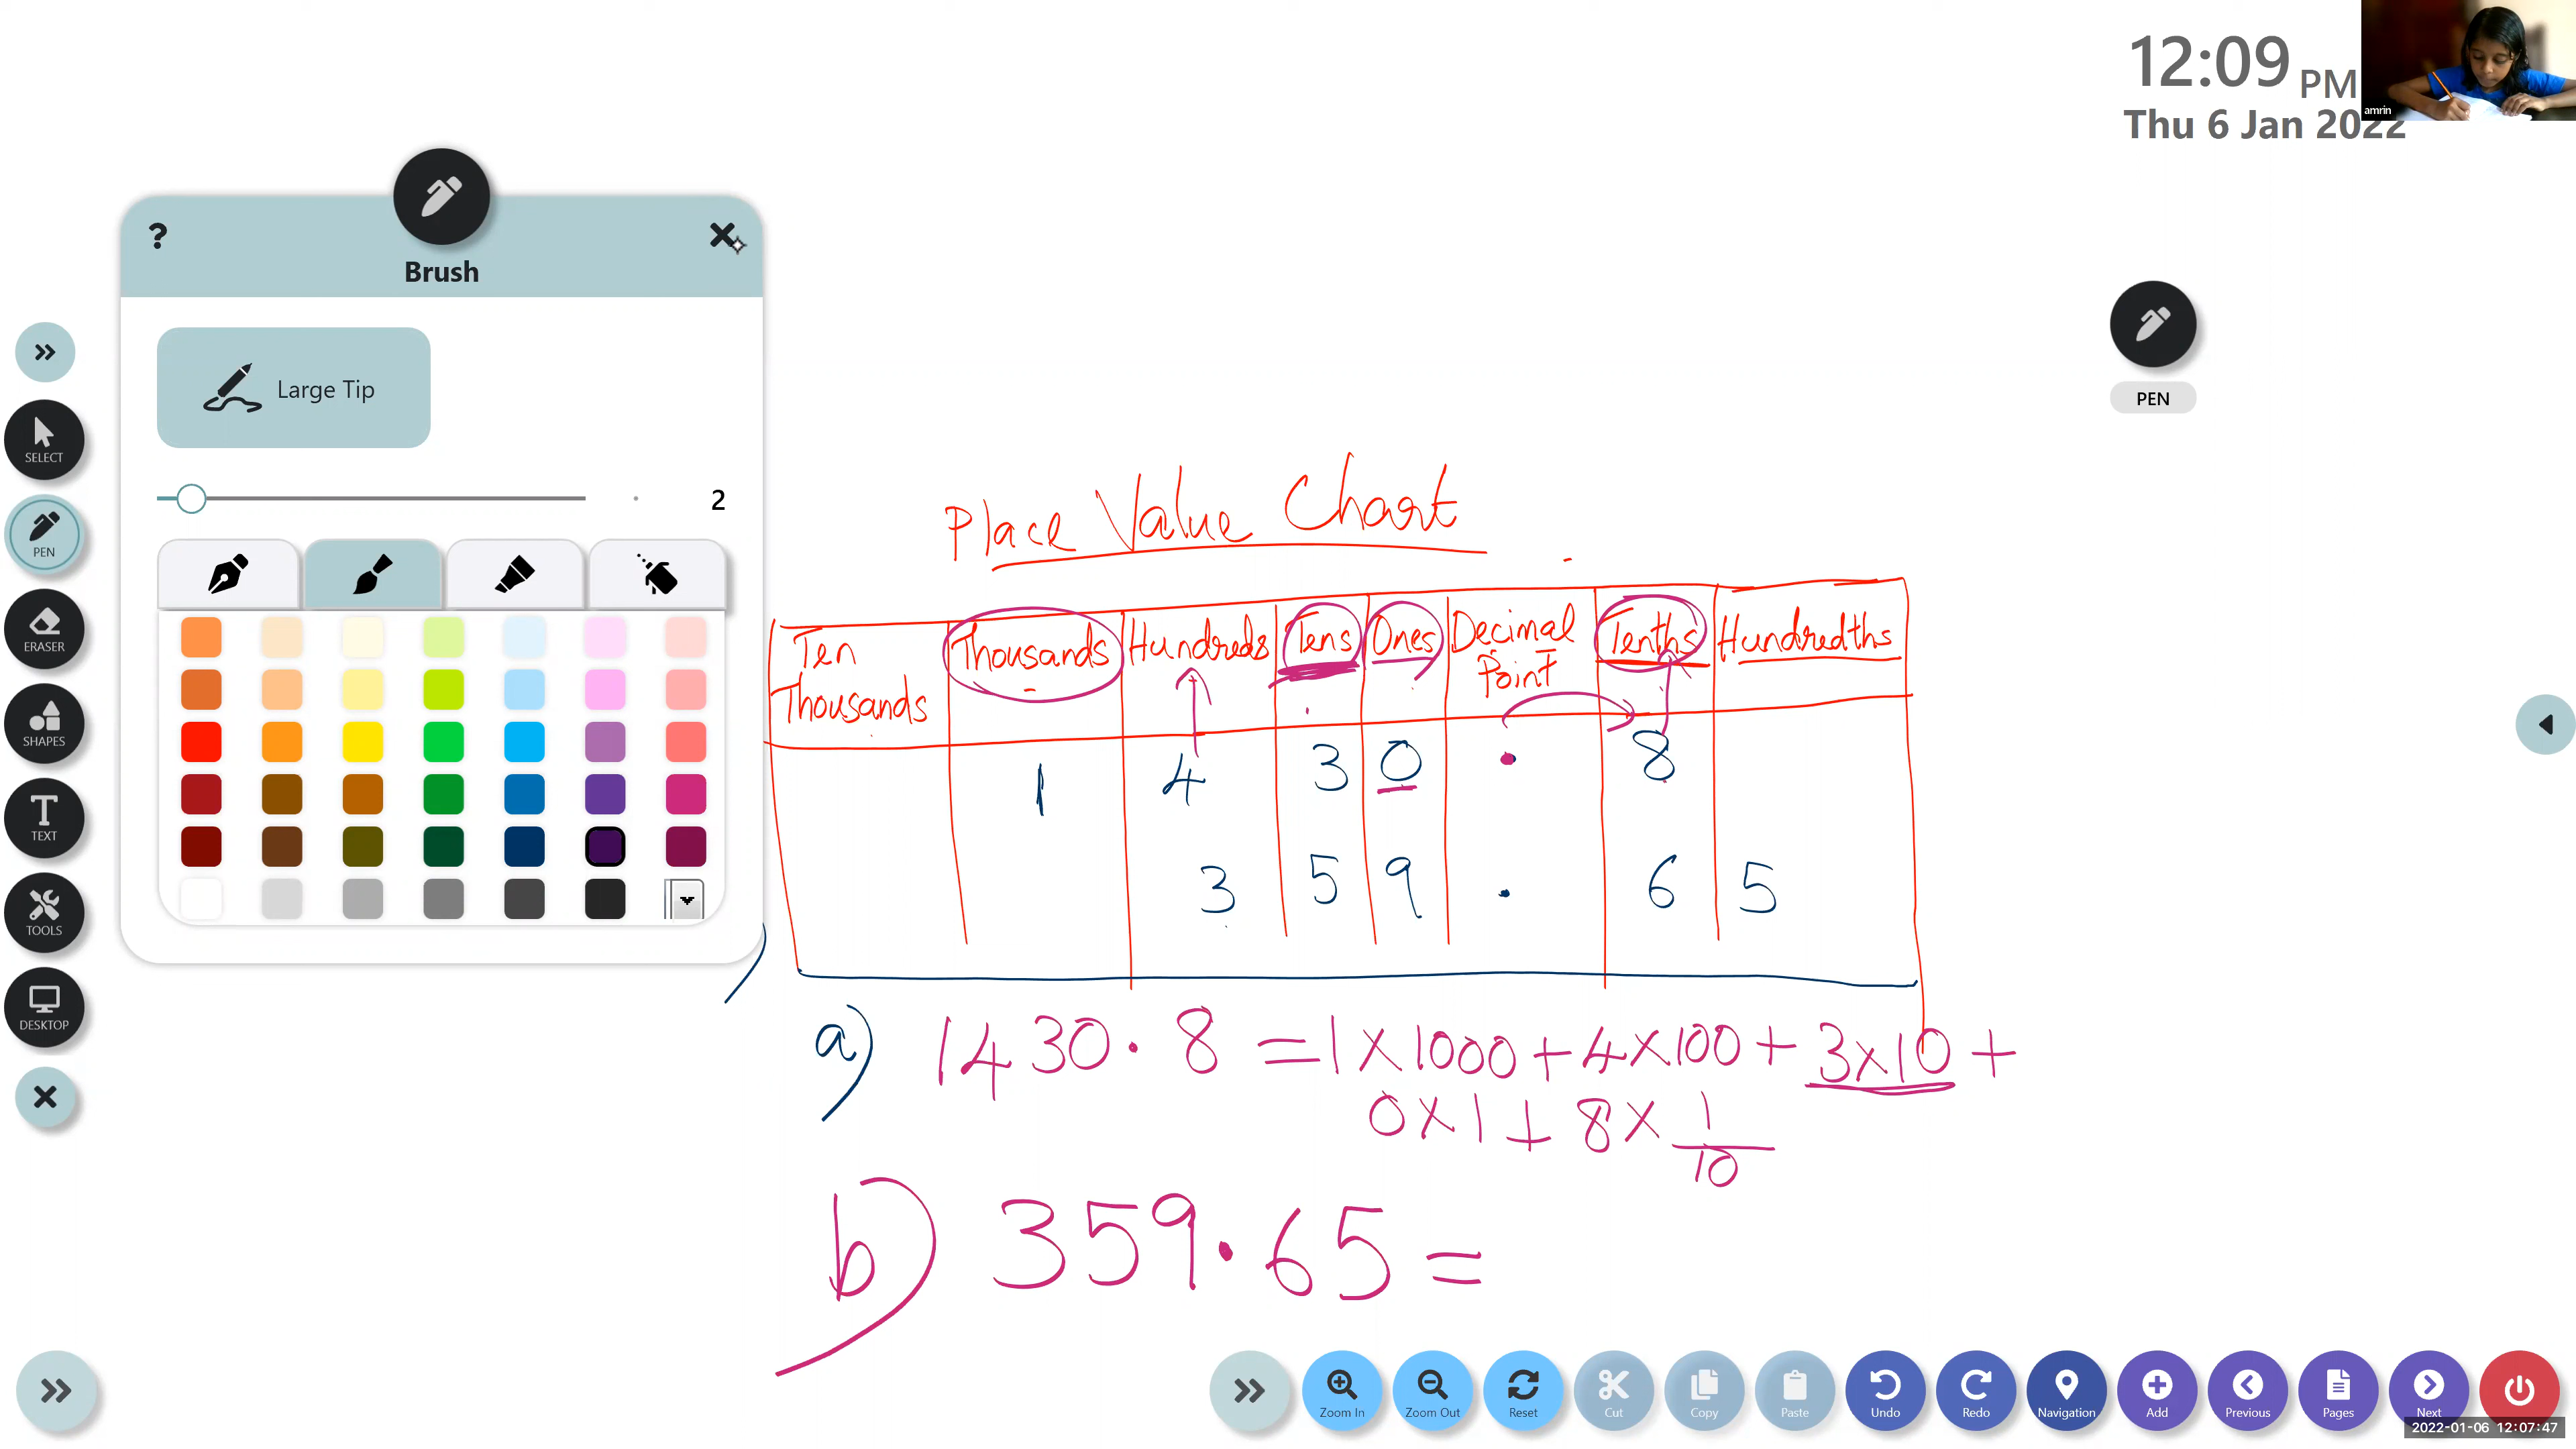 12:09 PM
Thu 6 Jan 2022
amrin
?
Brush
Large Tip
2
SELECT
PEN
ERASER
SHAPES
TEXT
TOOLS
DESKTOP
PEN
Place Value Chart
Ten Thousands Thousands Hundreds Tens Ones Decimal Point Tenths Hundredths
1 4 3 0 . 8
3 5 9 . 6 5
a) 1430.8 = 1 × 1000 + 4 × 100 + 3 × 10 +
0 × 1 + 8 × 1/10
b) 359.65 =
Zoom In Zoom Out Reset Cut Copy Paste Undo Redo Navigation Add Previous Pages Next
2022-01-06 12:07:47